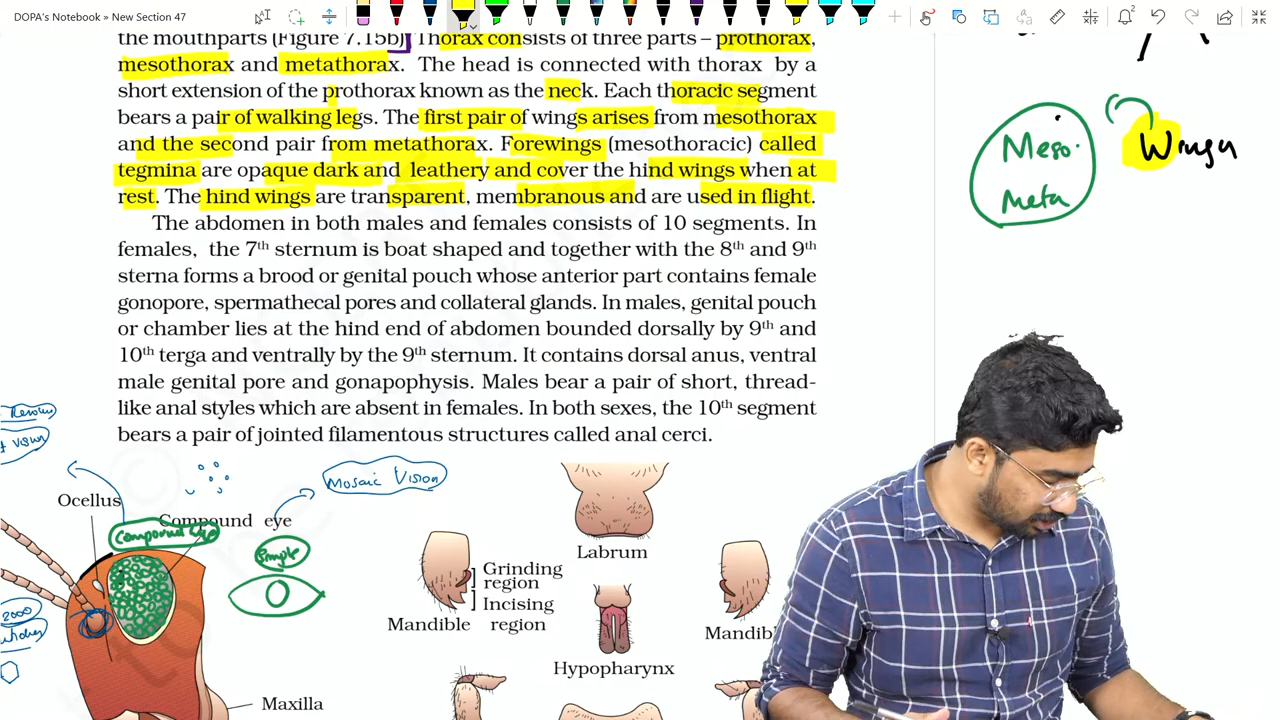 DOPA's Notebook » New Section 47
the mouthparts (Figure 7.15b). Thorax consists of three parts – prothorax,
mesothorax and metathorax. The head is connected with thorax by a
short extension of the prothorax known as the neck. Each thoracic segment
bears a pair of walking legs. The first pair of wings arises from mesothorax
and the second pair from metathorax. Forewings (mesothoracic) called
tegmina are opaque dark and leathery and cover the hind wings when at
rest. The hind wings are transparent, membranous and are used in flight.
The abdomen in both males and females consists of 10 segments. In
females, the 7th sternum is boat shaped and together with the 8th and 9th
sterna forms a brood or genital pouch whose anterior part contains female
gonopore, spermathecal pores and collateral glands. In males, genital pouch
or chamber lies at the hind end of abdomen bounded dorsally by 9th and
10th terga and ventrally by the 9th sternum. It contains dorsal anus, ventral
male genital pore and gonapophysis. Males bear a pair of short, thread-
like anal styles which are absent in females. In both sexes, the 10th segment
bears a pair of jointed filamentous structures called anal cerci.
Meso
Meta
Wings
vision
Mosaic Vision
Ocellus
Compound eye
Compound eye
Simple
2000
Labrum
Grinding
region
Incising
region
Mandible
Mandib
Hypopharynx
Maxilla